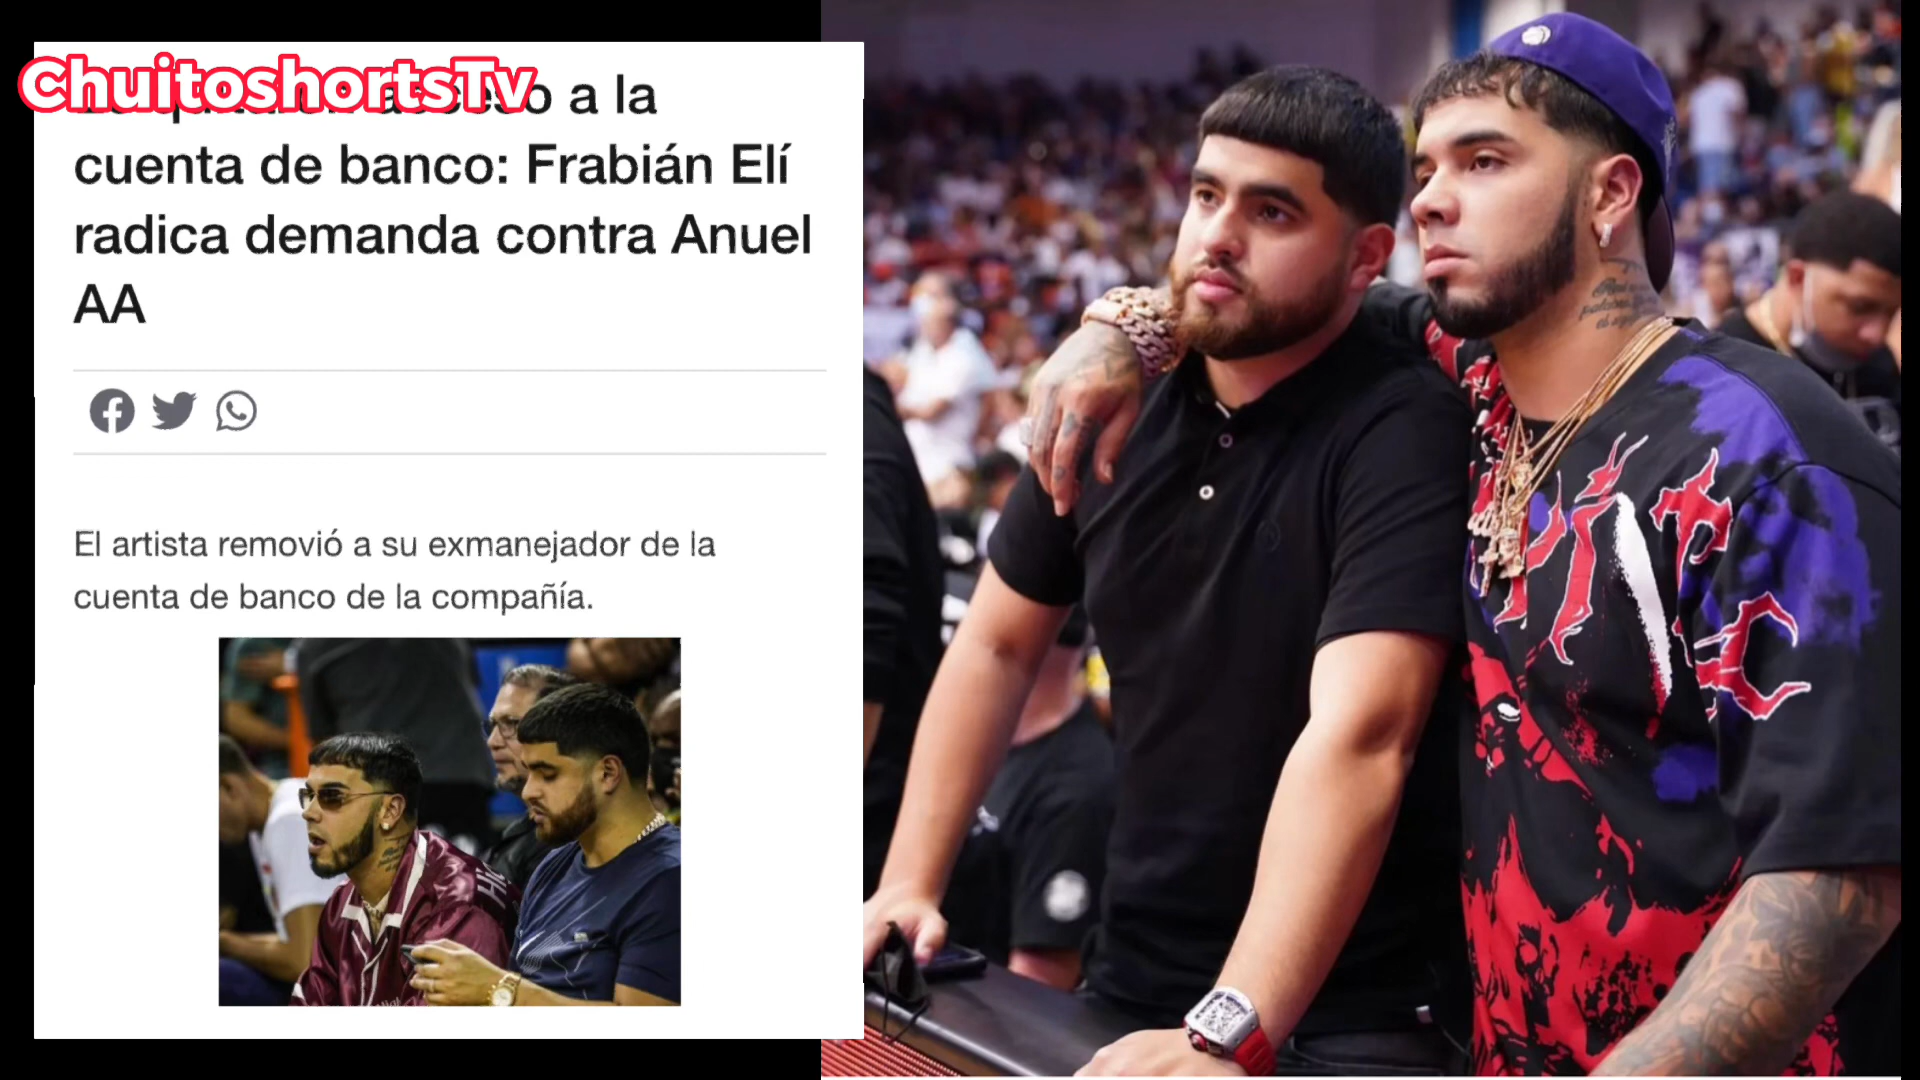 ChuitoshortsTv
acceso a la
cuenta de banco: Frabián Elí
radica demanda contra Anuel
AA
El artista removió a su exmanejador de la
cuenta de banco de la compañía.